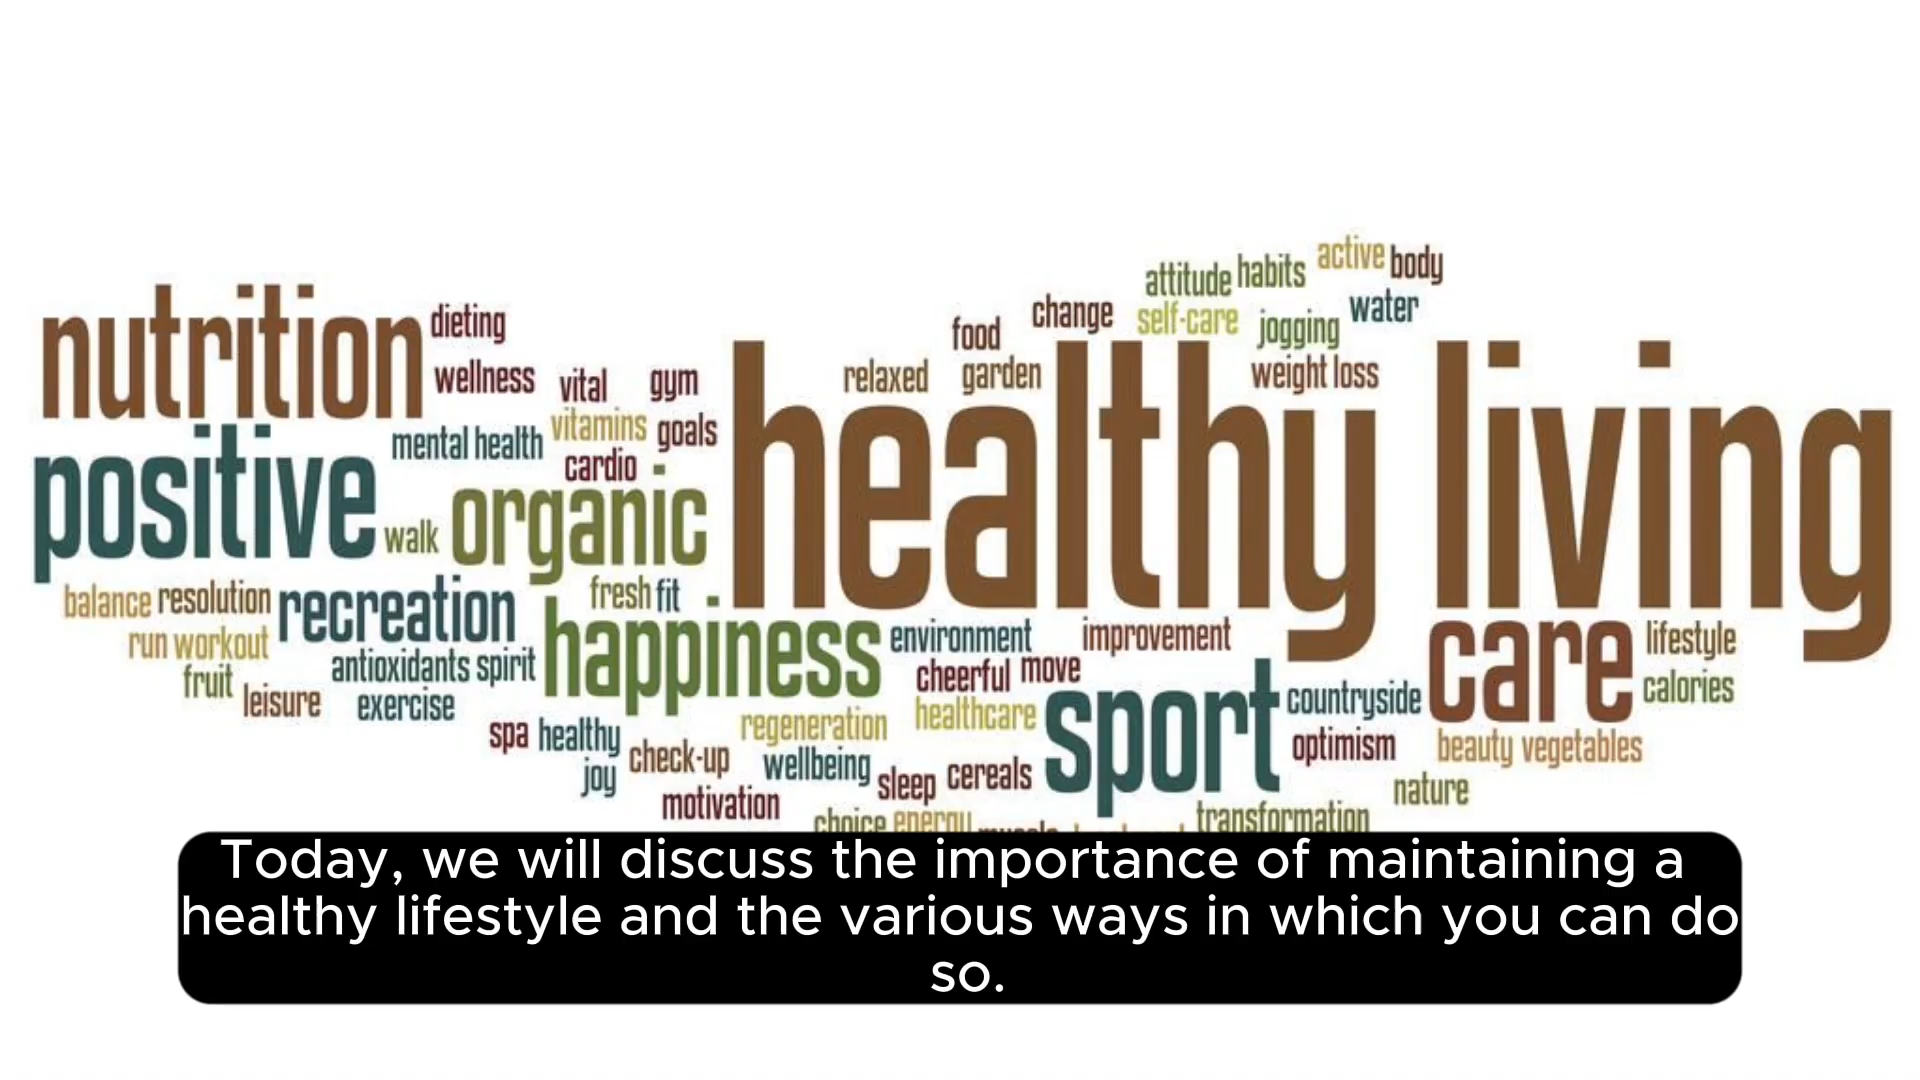 active body
attitude habits
change self-care jogging water
nutrition dieting
food
wellness vital gym relaxed garden weight loss
vitamins goals
healthy living
mental health
cardio
positive
walk organic
balance resolution recreation fresh fit
run workout happiness environment improvement care lifestyle
antioxidants spirit cheerful move
fruit leisure exercise sport countryside calories
regeneration healthcare
spa healthy check-up wellbeing optimism beauty vegetables
joy sleep cereals nature
motivation
choice energy transformation
Today, we will discuss the importance of maintaining a
healthy lifestyle and the various ways in which you can do
so.